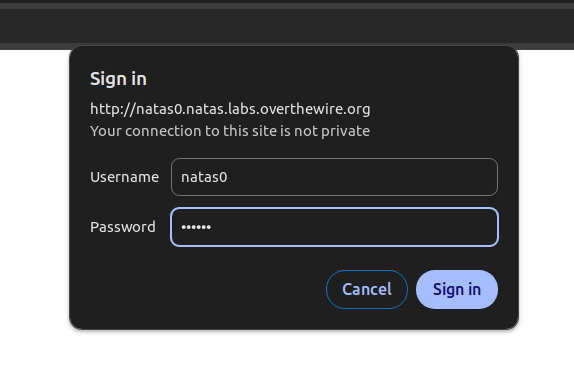 Sign in
http://natas0.natas.labs.overthewire.org
Your connection to this site is not private
Username natas0
Password ••••••
Cancel Sign in